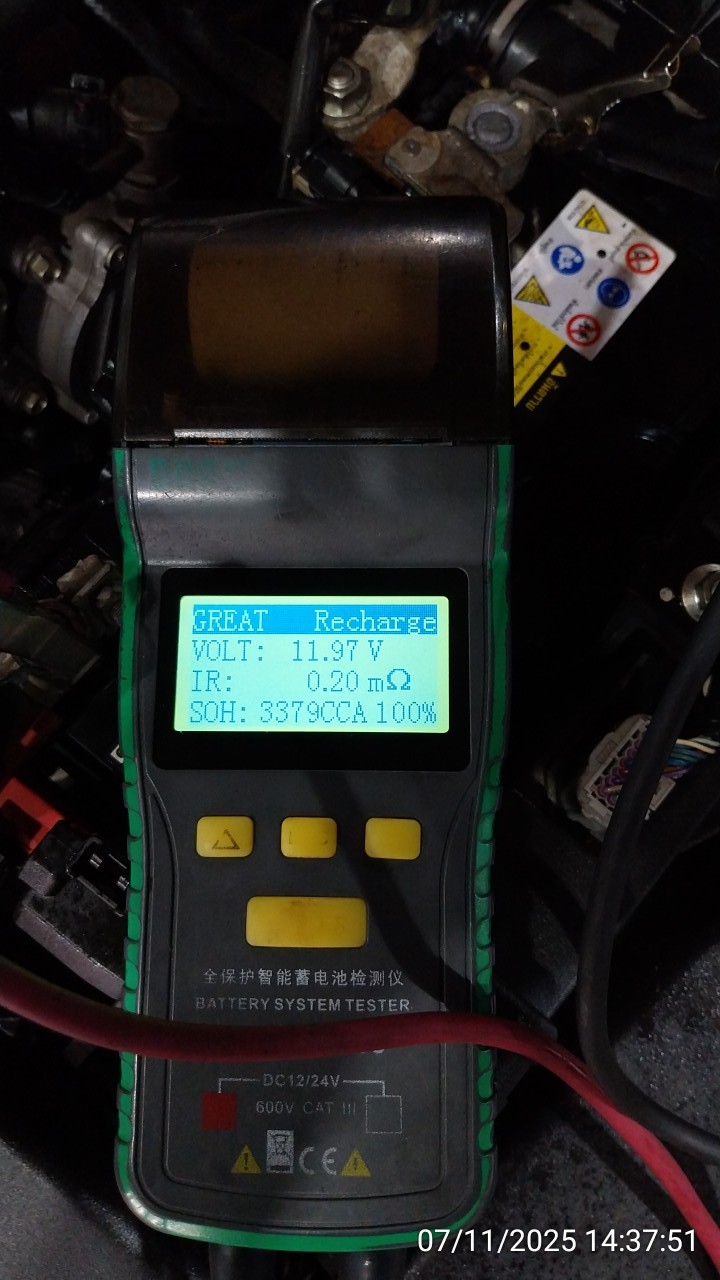 GREAT Recharge
VOLT: 11.97 V
IR: 0.20 mΩ
SOH: 3379CCA 100%
全保护智能蓄电池检测仪
BATTERY SYSTEM TESTER
DC12/24V
600V CAT III
CE
07/11/2025 14:37:51